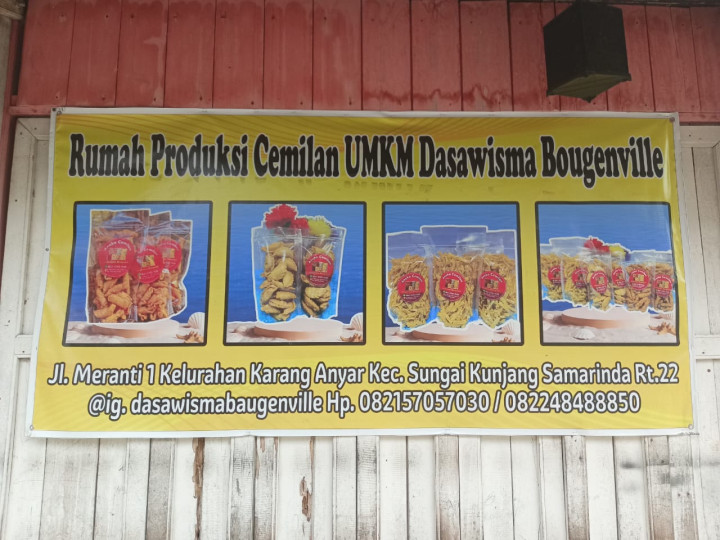 Rumah Produksi Cemilan UMKM Dasawisma Bougenville
Jl. Meranti 1 Kelurahan Karang Anyar Kec. Sungai Kunjang Samarinda Rt.22
@ig. dasawismabaugenville Hp. 082157057030 / 082248488850